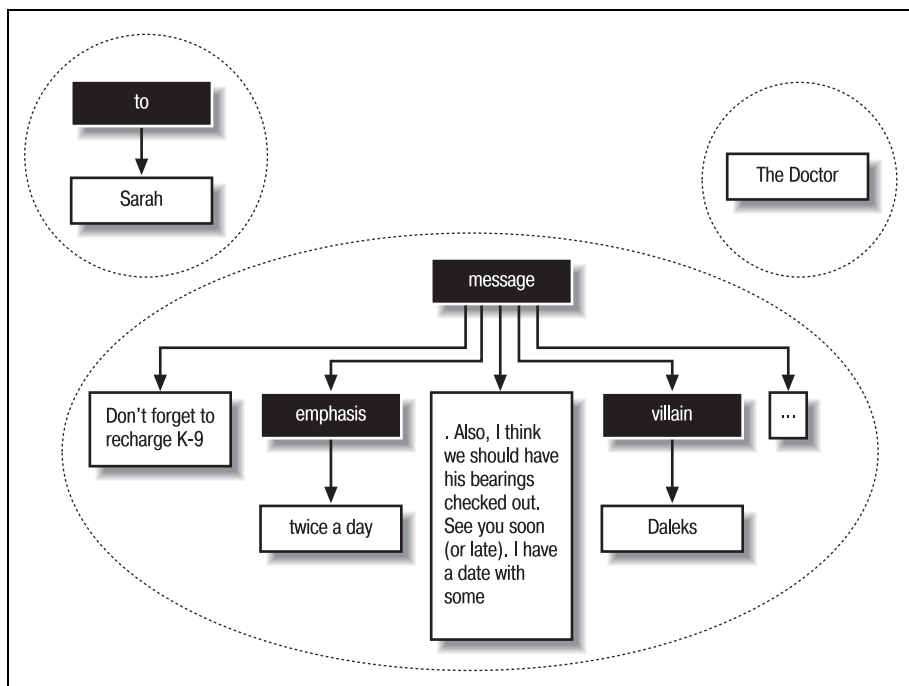 to
Sarah
The Doctor
message
Don't forget to
recharge K-9
emphasis
. Also, I think
we should have
his bearings
checked out.
See you soon
(or late). I have
a date with
some
villain
...
twice a day
Daleks